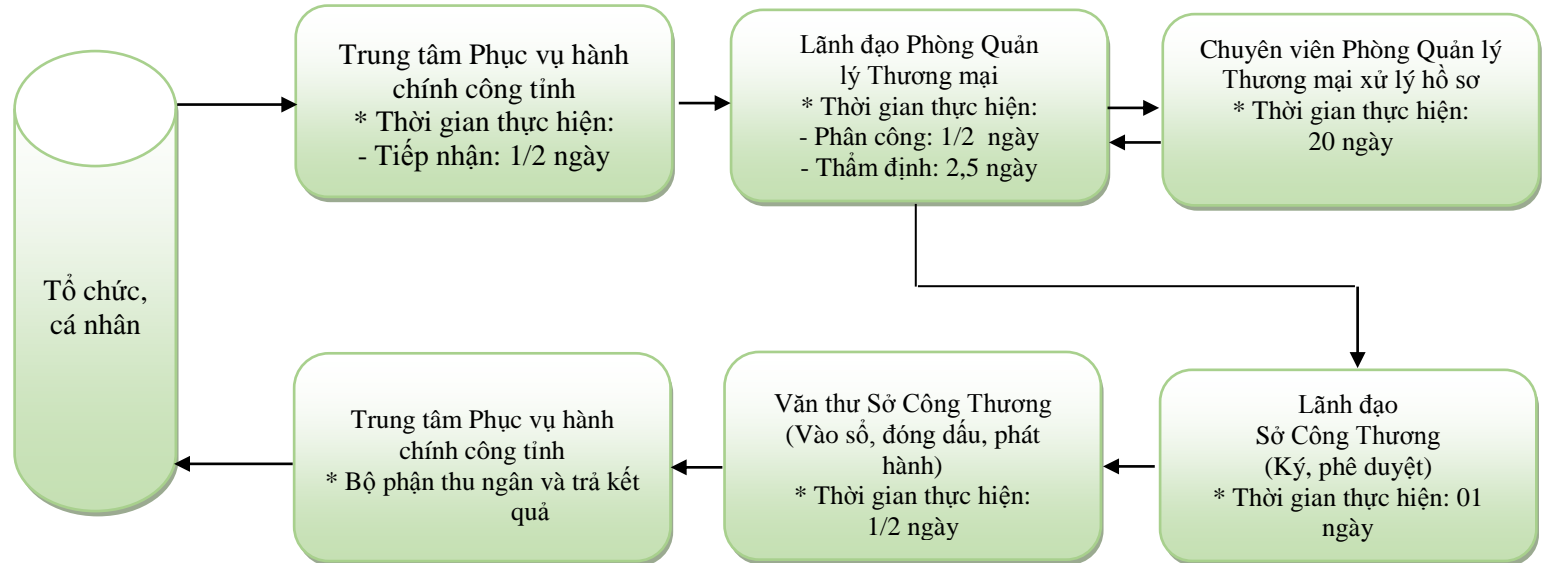 Trung tâm Phục vụ hành
chính công tỉnh
* Thời gian thực hiện:
- Tiếp nhận: 1/2 ngày
Lãnh đạo Phòng Quản
lý Thương mại
* Thời gian thực hiện:
- Phân công: 1/2 ngày
- Thẩm định: 2,5 ngày
Chuyên viên Phòng Quản lý
Thương mại xử lý hồ sơ
* Thời gian thực hiện:
20 ngày
Tổ chức,
cá nhân
Trung tâm Phục vụ hành
chính công tỉnh
* Bộ phận thu ngân và trả kết
quả
Văn thư Sở Công Thương
(Vào sổ, đóng dấu, phát
hành)
* Thời gian thực hiện:
1/2 ngày
Lãnh đạo
Sở Công Thương
(Ký, phê duyệt)
* Thời gian thực hiện: 01
ngày